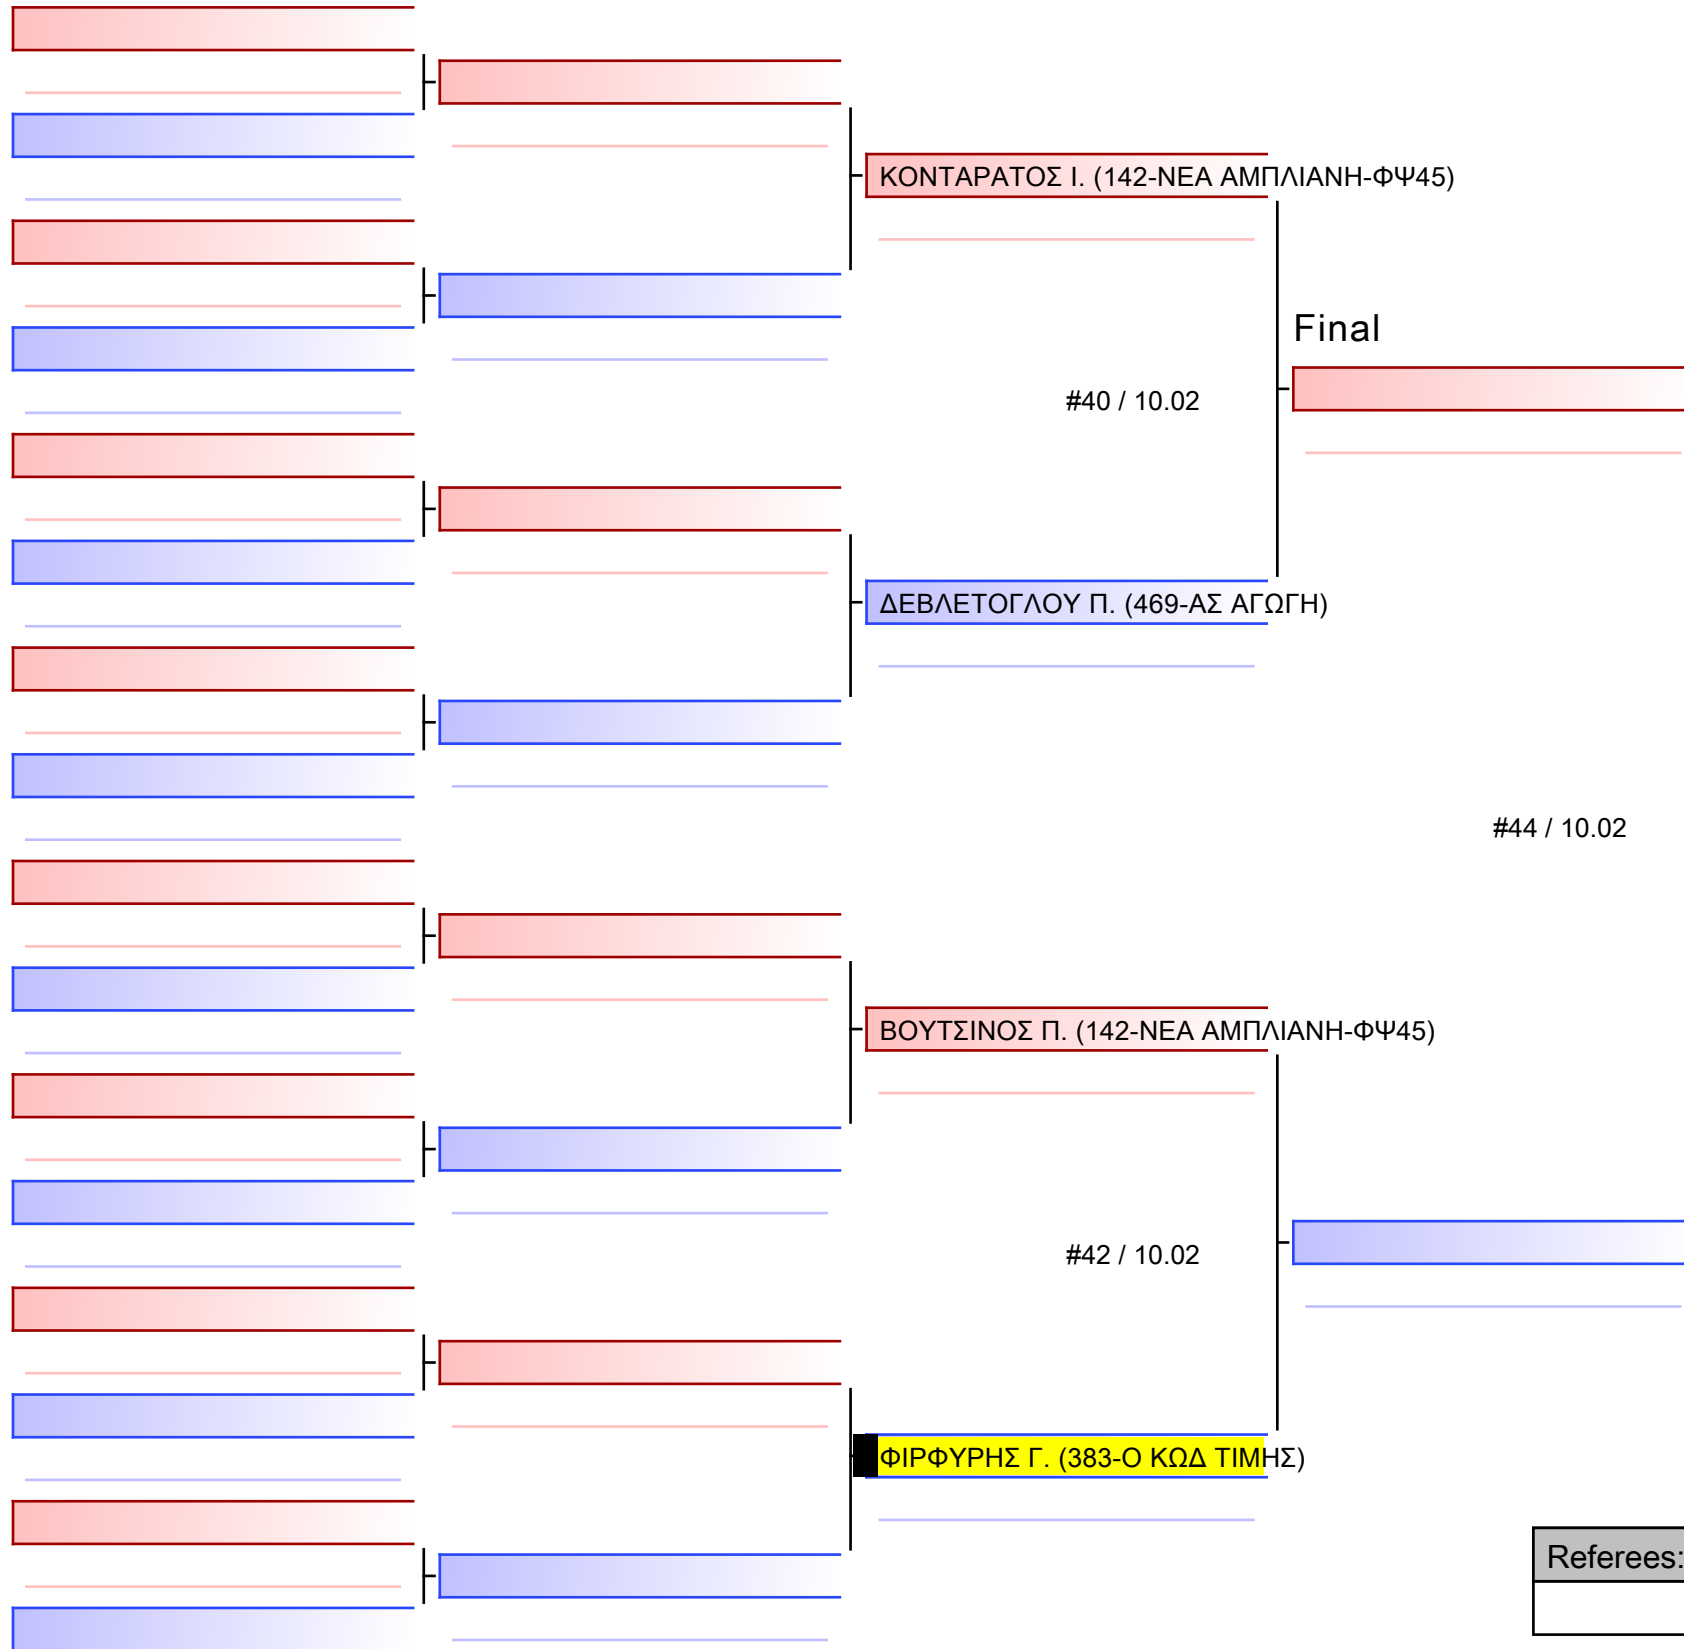 ΚΟΝΤΑΡΑΤΟΣ Ι. (142-ΝΕΑ ΑΜΠΛΙΑΝΗ-ΦΨ45)
Final
#40 / 10.02
ΔΕΒΛΕΤΟΓΛΟΥ Π. (469-ΑΣ ΑΓΩΓΗ)
#44 / 10.02
ΒΟΥΤΣΙΝΟΣ Π. (142-ΝΕΑ ΑΜΠΛΙΑΝΗ-ΦΨ45)
#42 / 10.02
ΦΙΡΦΥΡΗΣ Γ. (383-Ο ΚΩΔ ΤΙΜΗΣ)
Referees: